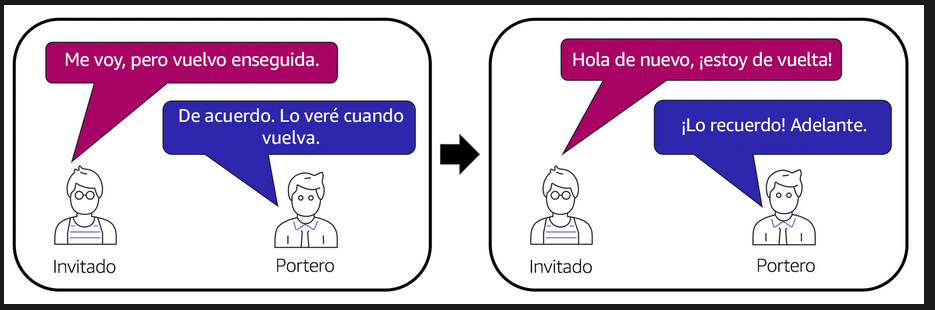 Me voy, pero vuelvo enseguida.
De acuerdo. Lo veré cuando
vuelva.
Invitado
Portero
Hola de nuevo, ¡estoy de vuelta!
¡Lo recuerdo! Adelante.
Invitado
Portero